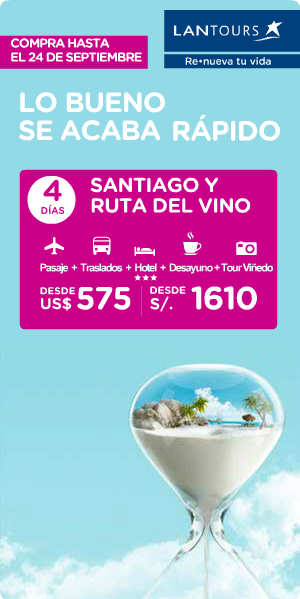 COMPRA HASTA
EL 24 DE SEPTIEMBRE
LANTOURS
Re•nueva tu vida
LO BUENO
SE ACABA RÁPIDO
4
DÍAS
SANTIAGO Y
RUTA DEL VINO
Pasaje + Traslados + Hotel + Desayuno + Tour Viñedo
★★★
DESDE
US$ 575
DESDE
S/. 1610